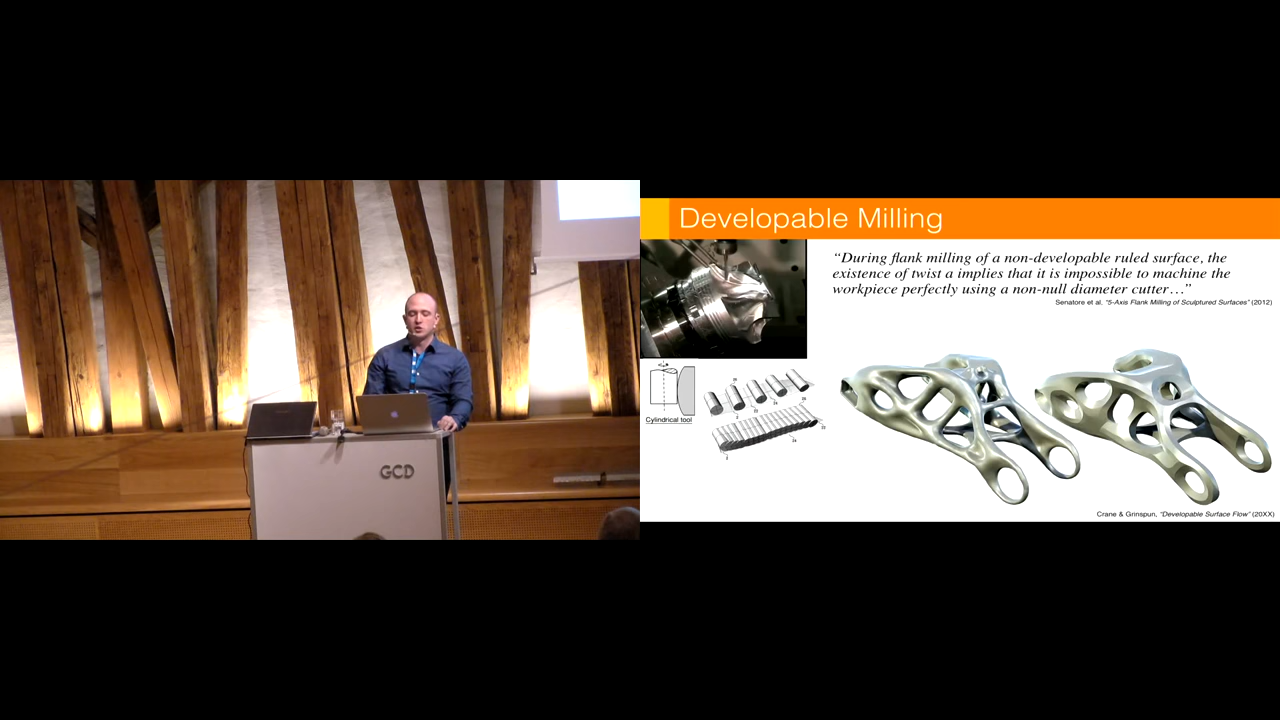 Developable Milling
“During flank milling of a non-developable ruled surface, the
existence of twist a implies that it is impossible to machine the
workpiece perfectly using a non-null diameter cutter…”
Senatore et al. “5-Axis Flank Milling of Sculptured Surfaces” (2012)
Cylindrical tool
GCD
Crane & Grinspun, “Developable Surface Flow” (20XX)